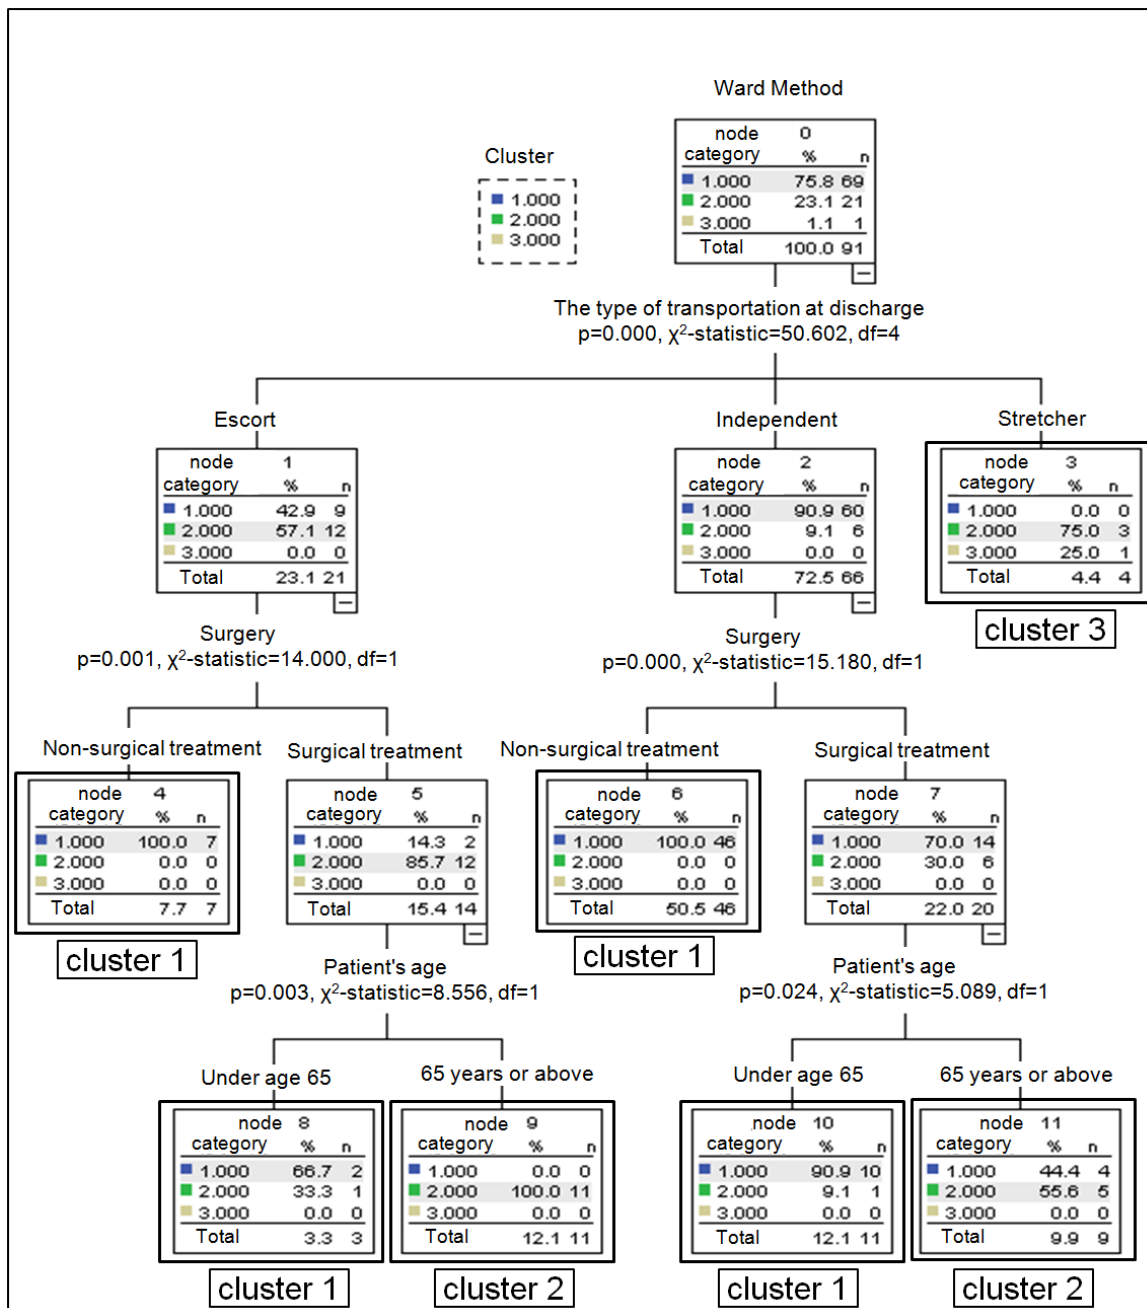 Ward Method
node 0
category % n
1.000 75.8 69
2.000 23.1 21
3.000 1.1 1
Total 100.0 91
Cluster
1.000
2.000
3.000
The type of transportation at discharge
p=0.000, χ²-statistic=50.602, df=4
Escort
node 1
category % n
1.000 42.9 9
2.000 57.1 12
3.000 0.0 0
Total 23.1 21
Independent
node 2
category % n
1.000 90.9 60
2.000 9.1 6
3.000 0.0 0
Total 72.5 66
Stretcher
node 3
category % n
1.000 0.0 0
2.000 75.0 3
3.000 25.0 1
Total 4.4 4
cluster 3
Surgery
p=0.001, χ²-statistic=14.000, df=1
Surgery
p=0.000, χ²-statistic=15.180, df=1
Non-surgical treatment
node 4
category % n
1.000 100.0 7
2.000 0.0 0
3.000 0.0 0
Total 7.7 7
cluster 1
Surgical treatment
node 5
category % n
1.000 14.3 2
2.000 85.7 12
3.000 0.0 0
Total 15.4 14
Non-surgical treatment
node 6
category % n
1.000 100.0 46
2.000 0.0 0
3.000 0.0 0
Total 50.5 46
cluster 1
Surgical treatment
node 7
category % n
1.000 70.0 14
2.000 30.0 6
3.000 0.0 0
Total 22.0 20
Patient's age
p=0.003, χ²-statistic=8.556, df=1
Patient's age
p=0.024, χ²-statistic=5.089, df=1
Under age 65
node 8
category % n
1.000 66.7 2
2.000 33.3 1
3.000 0.0 0
Total 3.3 3
cluster 1
65 years or above
node 9
category % n
1.000 0.0 0
2.000 100.0 11
3.000 0.0 0
Total 12.1 11
cluster 2
Under age 65
node 10
category % n
1.000 90.9 10
2.000 9.1 1
3.000 0.0 0
Total 12.1 11
cluster 1
65 years or above
node 11
category % n
1.000 44.4 4
2.000 55.6 5
3.000 0.0 0
Total 9.9 9
cluster 2